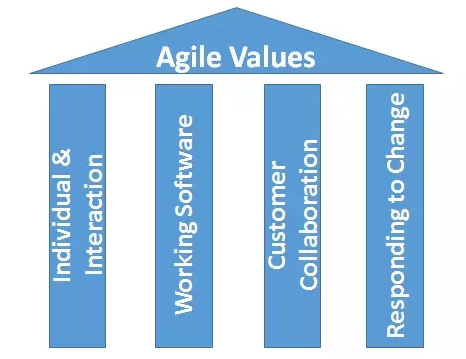 Agile Values
Individual &
Interaction
Working Software
Customer
Collaboration
Responding to Change